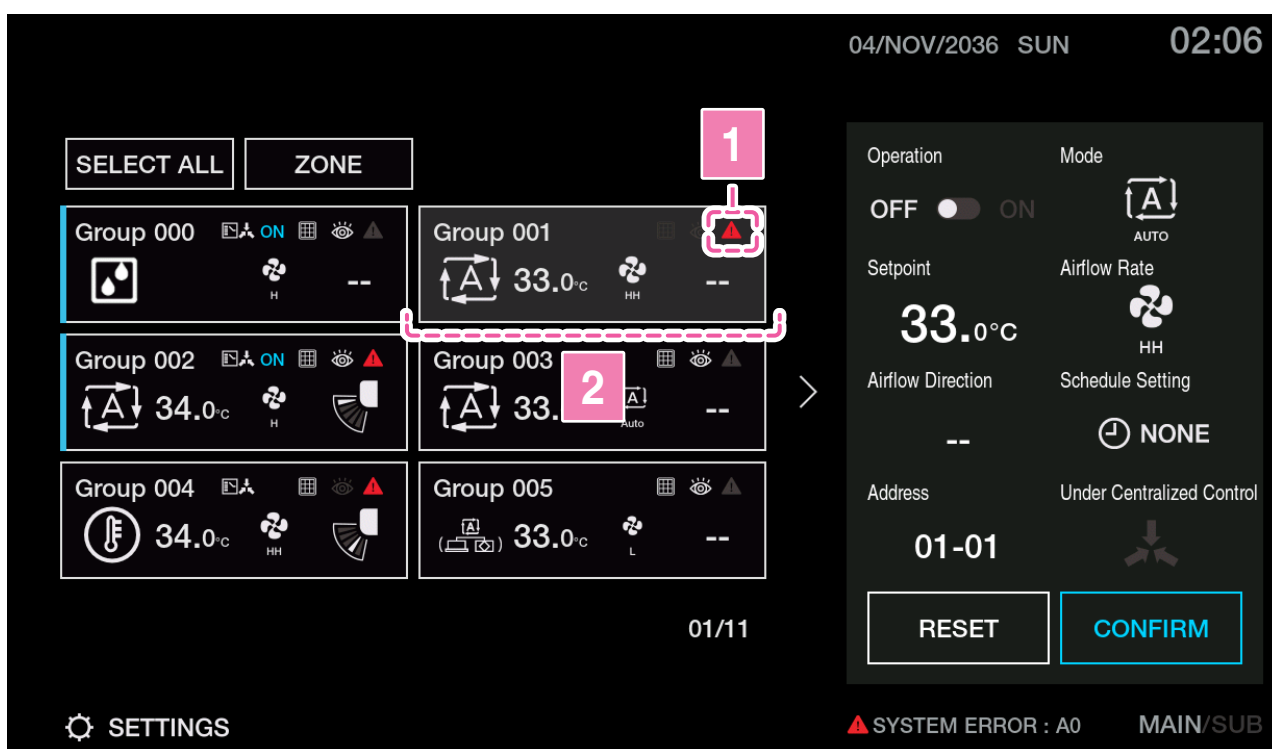 04/NOV/2036 SUN 02:06
1
SELECT ALL
ZONE
Group 000 ON
H
--
Group 001
A 33.0°C
HH
--
Group 002 ON
A 34.0°C
H
Group 003
A 33.
A
Auto
--
2
Group 004
34.0°C
HH
Group 005
A
33.0°C
L
--
01/11
Operation
OFF ON
Mode
A
AUTO
Setpoint
33.0°C
Airflow Rate
HH
Airflow Direction
--
Schedule Setting
NONE
Address
01-01
Under Centralized Control
RESET
CONFIRM
SETTINGS
SYSTEM ERROR : A0
MAIN/SUB